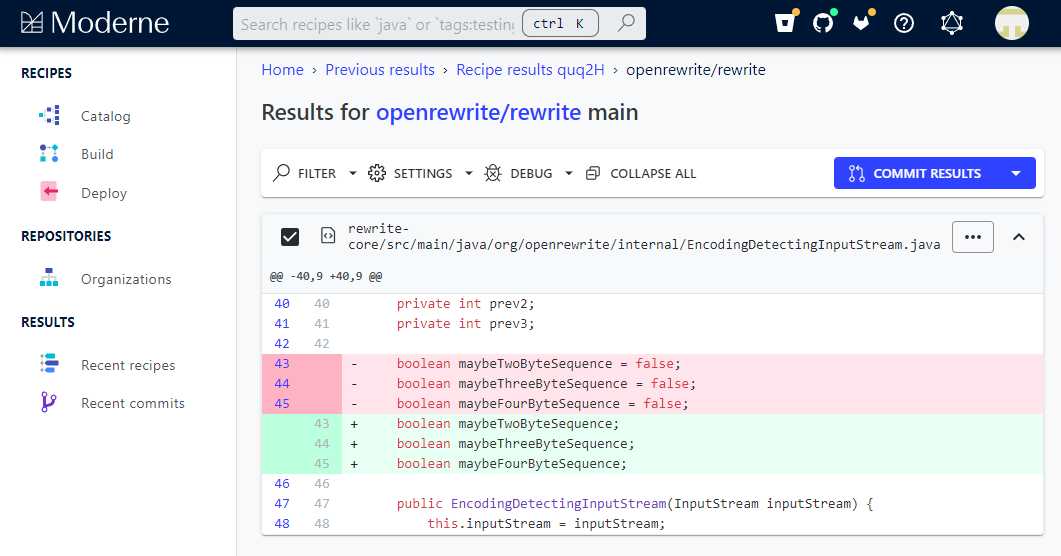 Moderne
Search recipes like `java` or `tags:testing
ctrl K
RECIPES
Catalog
Build
Deploy
REPOSITORIES
Organizations
RESULTS
Recent recipes
Recent commits
Home › Previous results › Recipe results quq2H › openrewrite/rewrite
Results for openrewrite/rewrite main
FILTER SETTINGS DEBUG COLLAPSE ALL COMMIT RESULTS
rewrite-
core/src/main/java/org/openrewrite/internal/EncodingDetectingInputStream.java
@@ -40,9 +40,9 @@
40 40 private int prev2;
41 41 private int prev3;
42 42
43 - boolean maybeTwoByteSequence = false;
44 - boolean maybeThreeByteSequence = false;
45 - boolean maybeFourByteSequence = false;
43 + boolean maybeTwoByteSequence;
44 + boolean maybeThreeByteSequence;
45 + boolean maybeFourByteSequence;
46 46
47 47 public EncodingDetectingInputStream(InputStream inputStream) {
48 48 this.inputStream = inputStream;